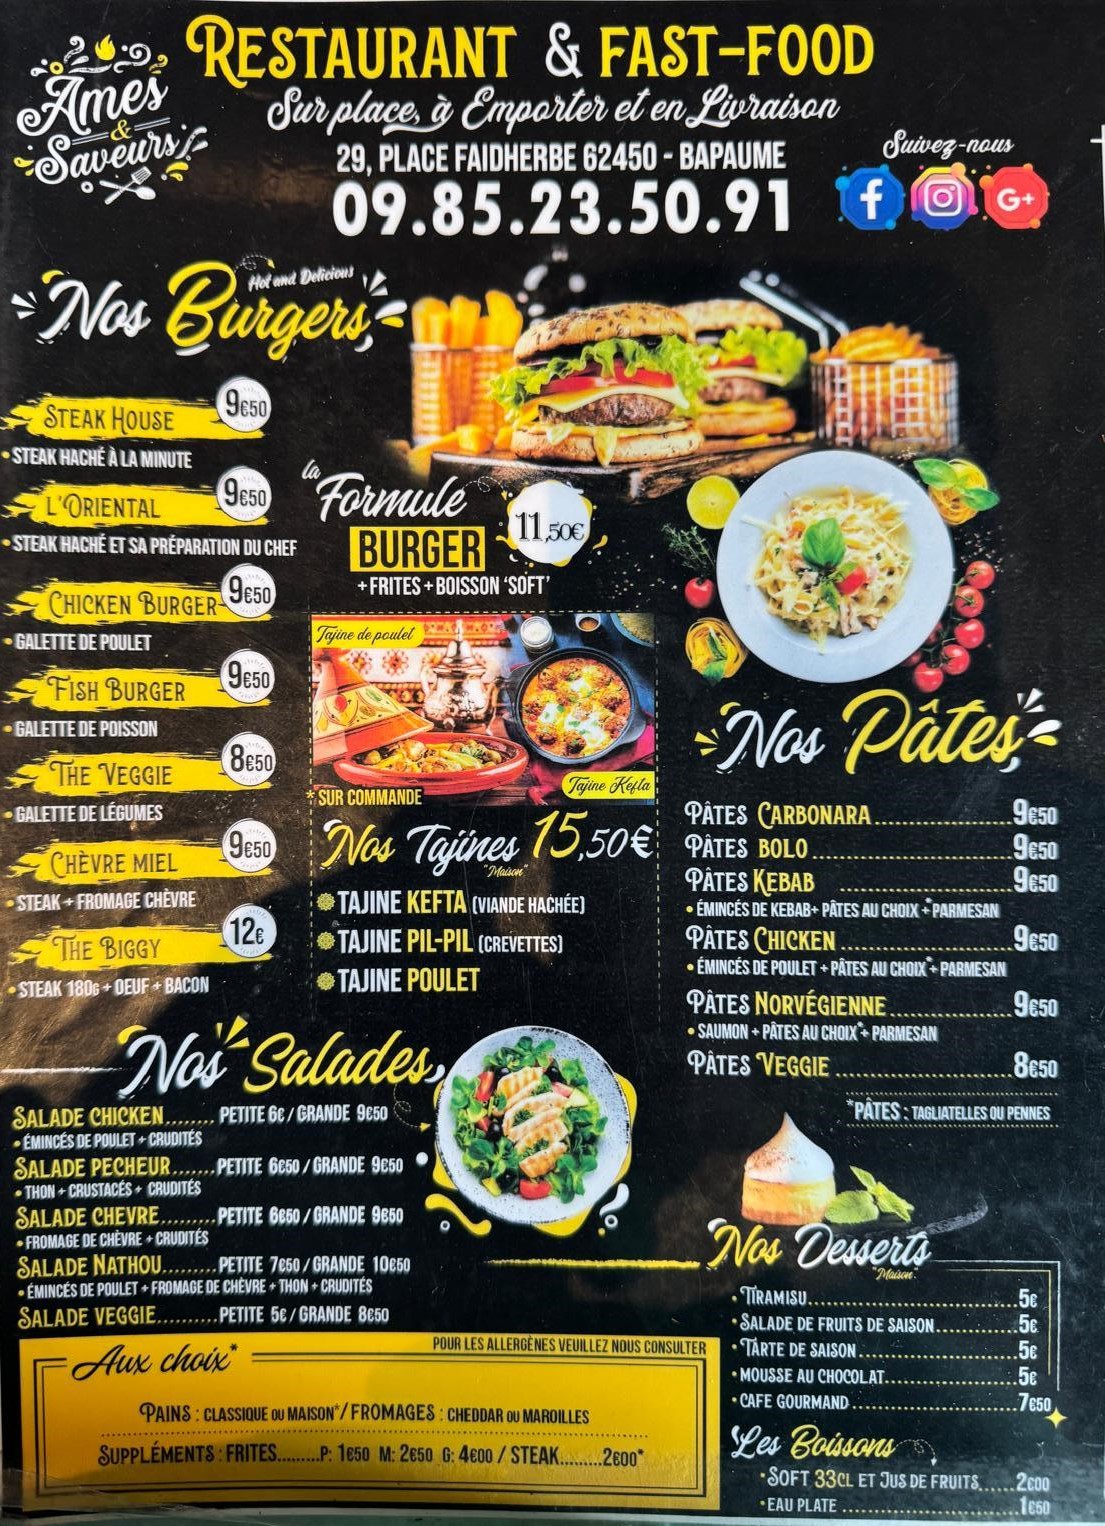 Ames
&
Saveurs
RESTAURANT & FAST-FOOD
Sur place, à Emporter et en Livraison
29, PLACE FAIDHERBE 62450 - BAPAUME
09.85.23.50.91
Suivez-nous
f
G+
Nos Burgers
Hot and Delicious
STEAK HOUSE 9€50
• STEAK HACHÉ À LA MINUTE
L'ORIENTAL 9€50
• STEAK HACHÉ ET SA PRÉPARATION DU CHEF
CHICKEN BURGER 9€50
• GALETTE DE POULET
FISH BURGER 9€50
• GALETTE DE POISSON
THE VEGGIE 8€50
• GALETTE DE LÉGUMES
CHÈVRE MIEL 9€50
• STEAK + FROMAGE CHÈVRE
THE BIGGY 12€
• STEAK 180G + OEUF + BACON
la
Formule
BURGER
11,50€
+ FRITES + BOISSON 'SOFT'
Tajine de poulet
Tajine Kefta
* SUR COMMANDE
Nos Tajines 15,50€
"Maison"
TAJINE KEFTA (VIANDE HACHÉE)
TAJINE PIL-PIL (CREVETTES)
TAJINE POULET
Nos Pâtes
PÂTES CARBONARA.................9€50
PÂTES BOLO.................9€50
PÂTES KEBAB .................9€50
• ÉMINCÉS DE KEBAB+ PÂTES AU CHOIX*+ PARMESAN
PÂTES CHICKEN.................9€50
• ÉMINCÉS DE POULET + PÂTES AU CHOIX*+ PARMESAN
PÂTES NORVÉGIENNE.................9€50
• SAUMON + PÂTES AU CHOIX*+ PARMESAN
PÂTES VEGGIE.................8€50
*PÂTES : TAGLIATELLES OU PENNES
Nos Salades
SALADE CHICKEN....... PETITE 6€ / GRANDE 9€50
• ÉMINCÉS DE POULET + CRUDITÉS
SALADE PECHEUR.......PETITE 6€50 / GRANDE 9€50
• THON + CRUSTACÉS + CRUDITÉS
SALADE CHEVRE.........PETITE 6€50 / GRANDE 9€50
• FROMAGE DE CHÈVRE + CRUDITÉS
SALADE NATHOU.........PETITE 7€50 / GRANDE 10€50
• ÉMINCÉS DE POULET + FROMAGE DE CHÈVRE + THON + CRUDITÉS
SALADE VEGGIE..........PETITE 5€ / GRANDE 8€50
Nos Desserts
"Maison"
• TIRAMISU.................5€
• SALADE DE FRUITS DE SAISON.................5€
• TARTE DE SAISON.................5€
• MOUSSE AU CHOCOLAT.................5€
• CAFE GOURMAND.................7€50
POUR LES ALLERGÈNES VEUILLEZ NOUS CONSULTER
Aux choix*
PAINS : CLASSIQUE OU MAISON*/ FROMAGES : CHEDDAR OU MAROILLES
SUPPLÉMENTS : FRITES..........P: 1€50 M: 2€50 G: 4€00 / STEAK.........2€00*
Les Boissons
• SOFT 33CL ET JUS DE FRUITS......2€00
• EAU PLATE .................1€50